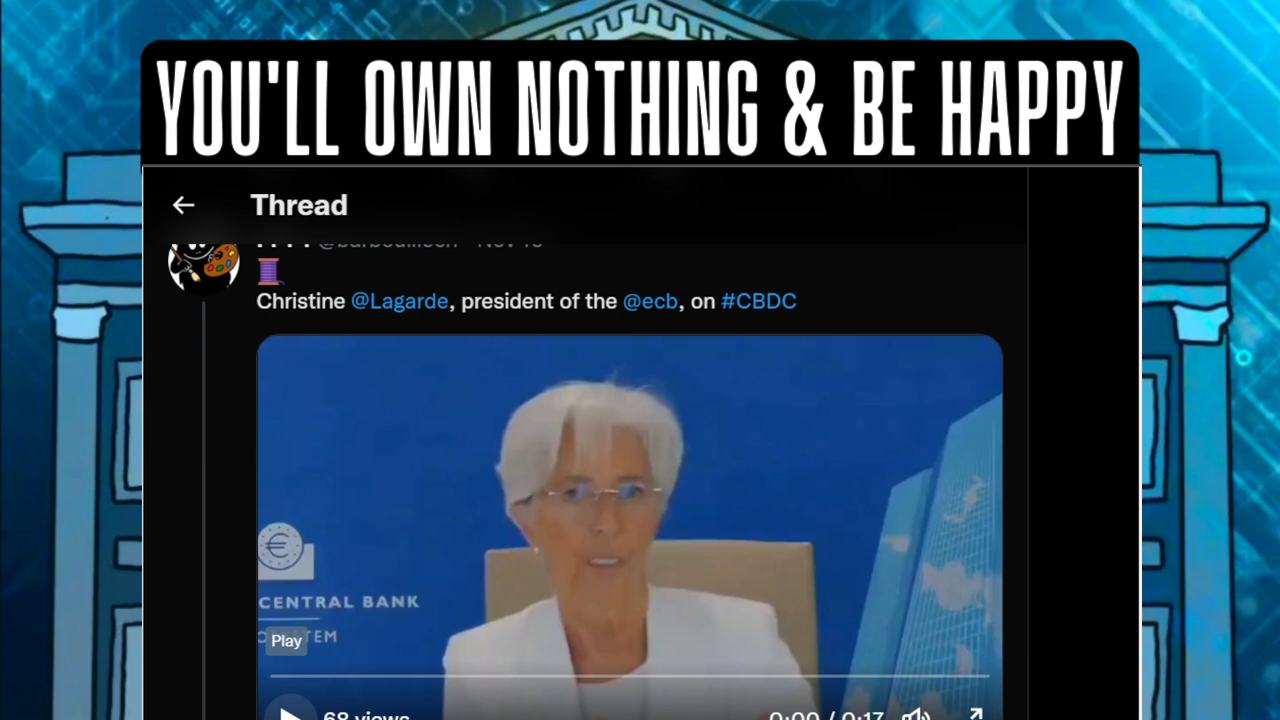 YOU'LL OWN NOTHING & BE HAPPY
Thread
Christine @Lagarde, president of the @ecb, on #CBDC
€
CENTRAL BANK
Play
TEM
68 views
0:00 / 0:17